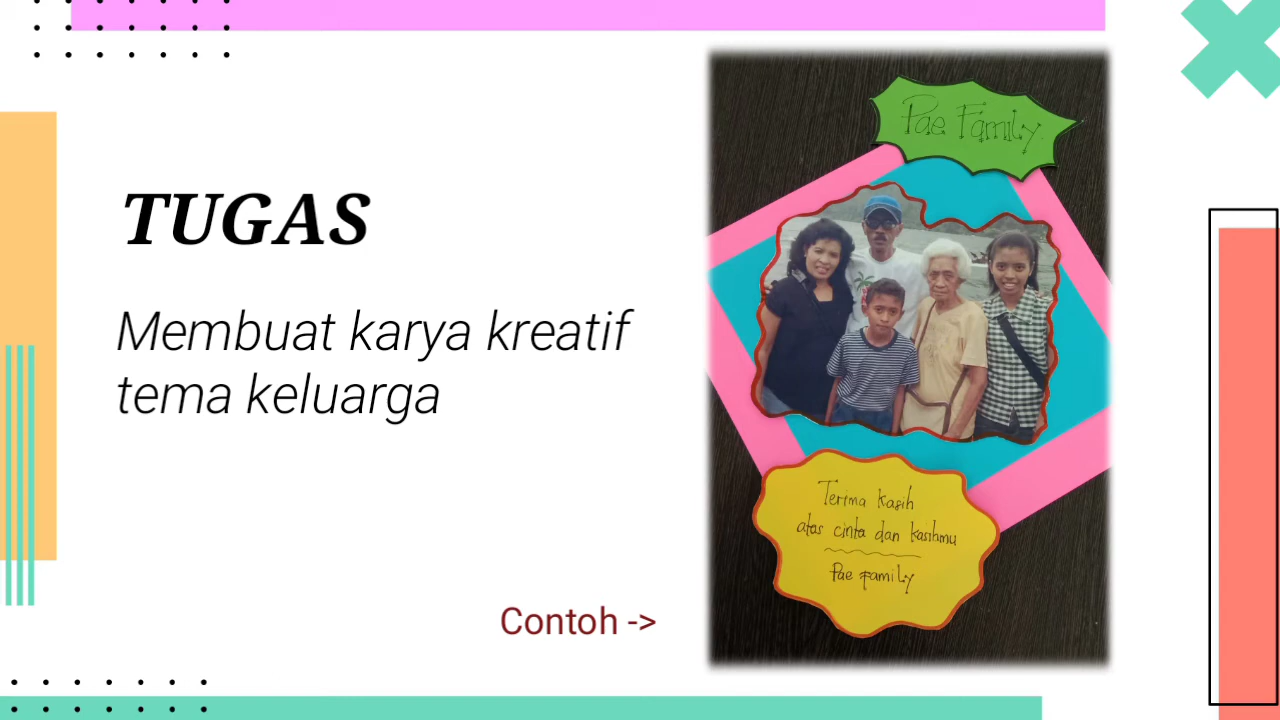 TUGAS
Membuat karya kreatif
tema keluarga
Contoh ->
Pae Family
Terima kasih
atas cinta dan kasihmu
Pae Family